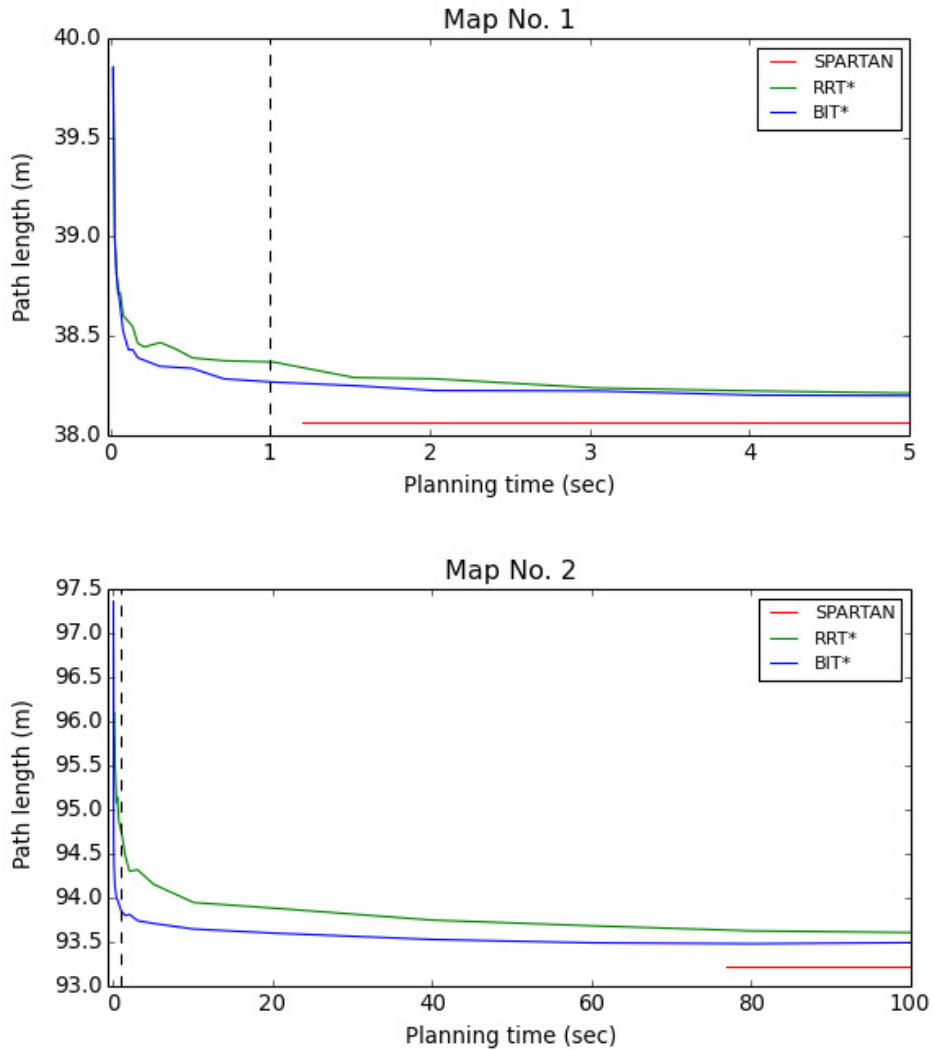 Map No. 1
40.0
39.5
39.0
38.5
38.0
Path length (m)
SPARTAN
RRT*
BIT*
0 1 2 3 4 5
Planning time (sec)
Map No. 2
97.5
97.0
96.5
96.0
95.5
95.0
94.5
94.0
93.5
93.0
Path length (m)
SPARTAN
RRT*
BIT*
0 20 40 60 80 100
Planning time (sec)